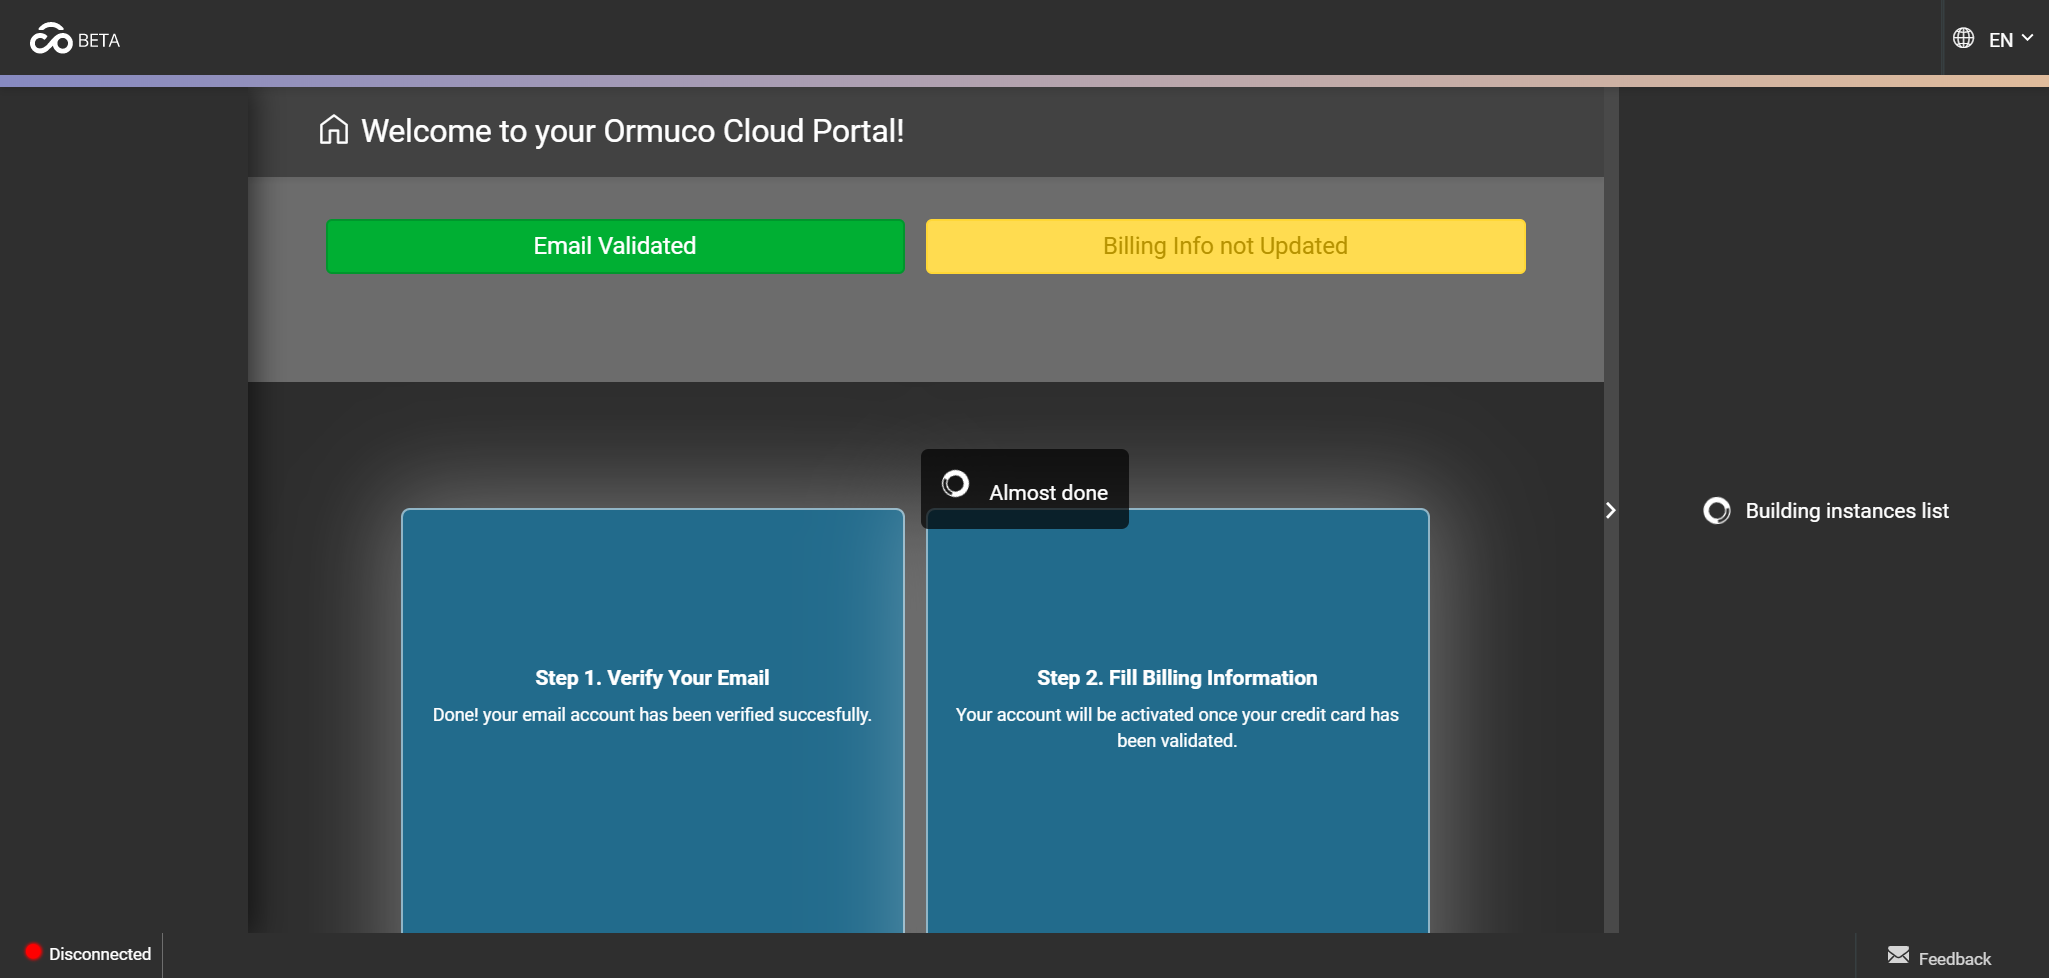 BETA
EN
Welcome to your Ormuco Cloud Portal!
Email Validated
Billing Info not Updated
Almost done
Building instances list
Step 1. Verify Your Email
Done! your email account has been verified succesfully.
Step 2. Fill Billing Information
Your account will be activated once your credit card has
been validated.
Disconnected
Feedback